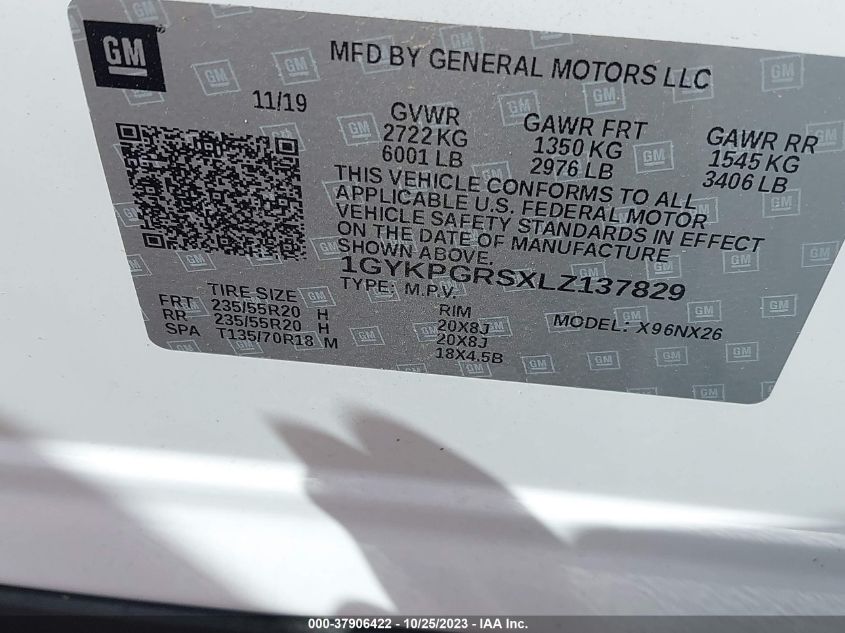 GM
MFD BY GENERAL MOTORS LLC
11/19
GVWR
2722 KG
6001 LB
GAWR FRT
1350 KG
2976 LB
GAWR RR
1545 KG
3406 LB
THIS VEHICLE CONFORMS TO ALL
APPLICABLE U.S. FEDERAL MOTOR
VEHICLE SAFETY STANDARDS IN EFFECT
ON THE DATE OF MANUFACTURE
SHOWN ABOVE.
1GYKPGRSXLZ137829
TYPE: M.P.V.
MODEL: X96NX26
TIRE SIZE
RIM
FRT 235/55R20 H 20X8J
RR 235/55R20 H 20X8J
SPA T135/70R18 M 18X4.5B
000-37906422 - 10/25/2023 - IAA Inc.